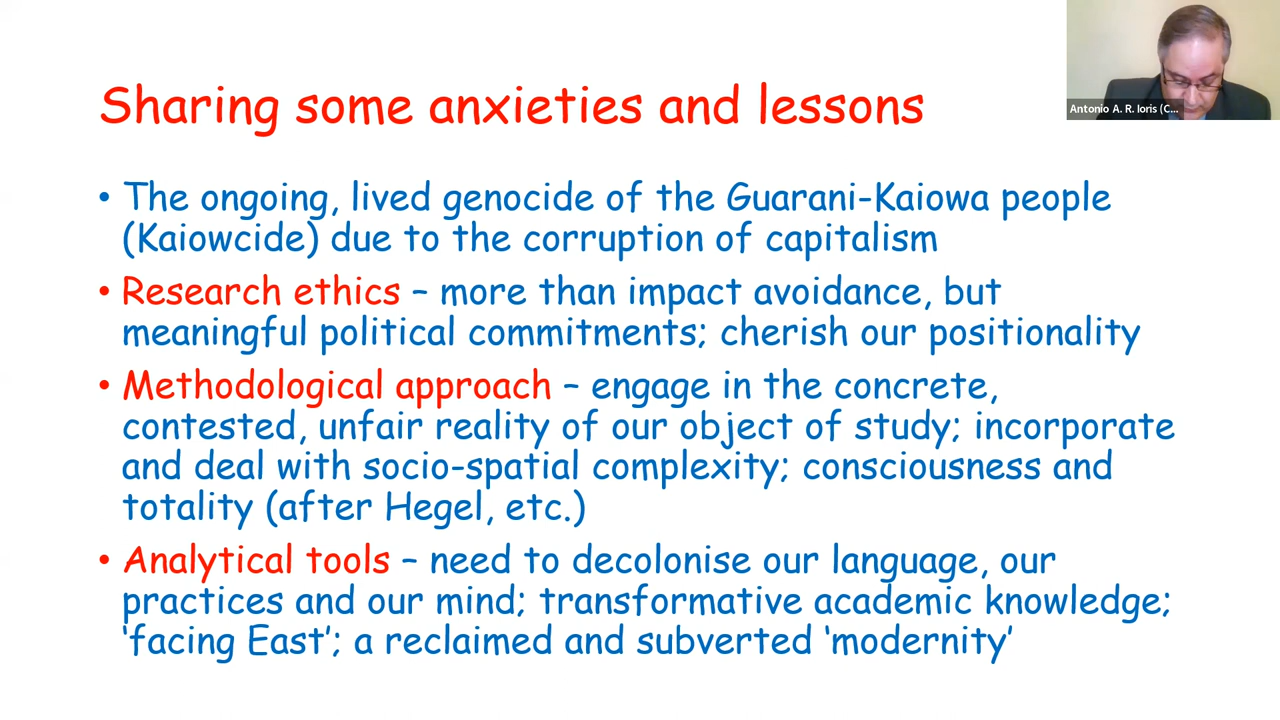 Sharing some anxieties and lessons
Antonio A. R. Ioris (C...
• The ongoing, lived genocide of the Guarani-Kaiowa people
(Kaiowcide) due to the corruption of capitalism
• Research ethics – more than impact avoidance, but
meaningful political commitments; cherish our positionality
• Methodological approach – engage in the concrete,
contested, unfair reality of our object of study; incorporate
and deal with socio-spatial complexity; consciousness and
totality (after Hegel, etc.)
• Analytical tools – need to decolonise our language, our
practices and our mind; transformative academic knowledge;
‘facing East’; a reclaimed and subverted ‘modernity’